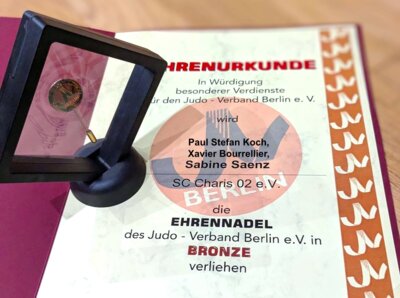 EHRENURKUNDE
In Würdigung
besonderer Verdienste
für den Judo - Verband Berlin e. V.
wird
Paul Stefan Koch,
Xavier Bourrellier,
Sabine Saenz
SC Charis 02 e.V.
BERLIN
die
EHRENNADEL
des Judo - Verband Berlin e.V. in
BRONZE
verliehen